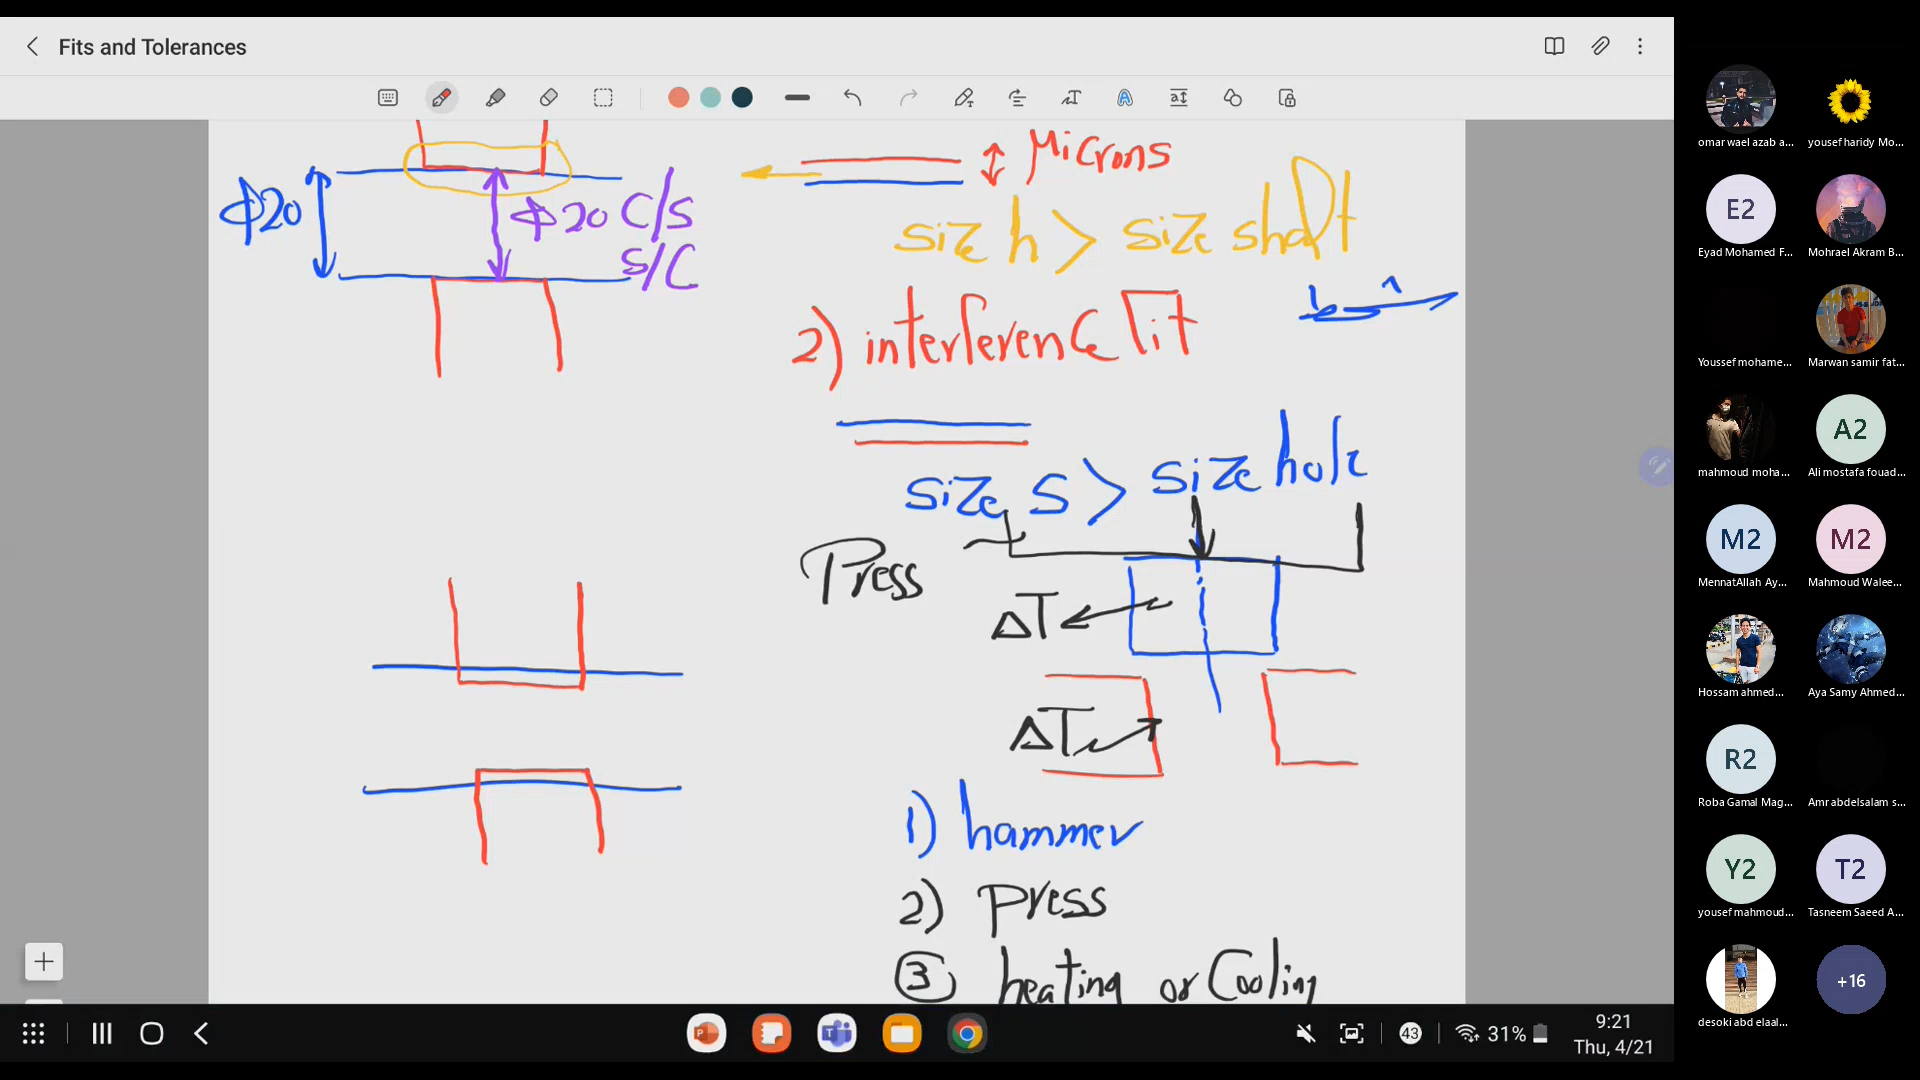 Fits and Tolerances
Microns
ϕ20
ϕ20 C/S
S/C
size h > size shaft
2) interference fit
size s > size hole
Press
ΔT
ΔT
1) hammer
2) press
③ heating or Cooling
omar wael azab a...
yousef haridy Mo...
E2
Eyad Mohamed F...
Mohrael Akram B...
Youssef mohame...
Marwan samir fat...
mahmoud moha...
A2
Ali mostafa fouad...
M2
MennatAllah Ay...
M2
Mahmoud Walee...
Hossam ahmed...
Aya Samy Ahmed...
R2
Roba Gamal Mag...
Amr abdelsalam s...
Y2
yousef mahmoud...
T2
Tasneem Saeed A...
desoki abd elaal...
+16
43
31%
9:21
Thu, 4/21